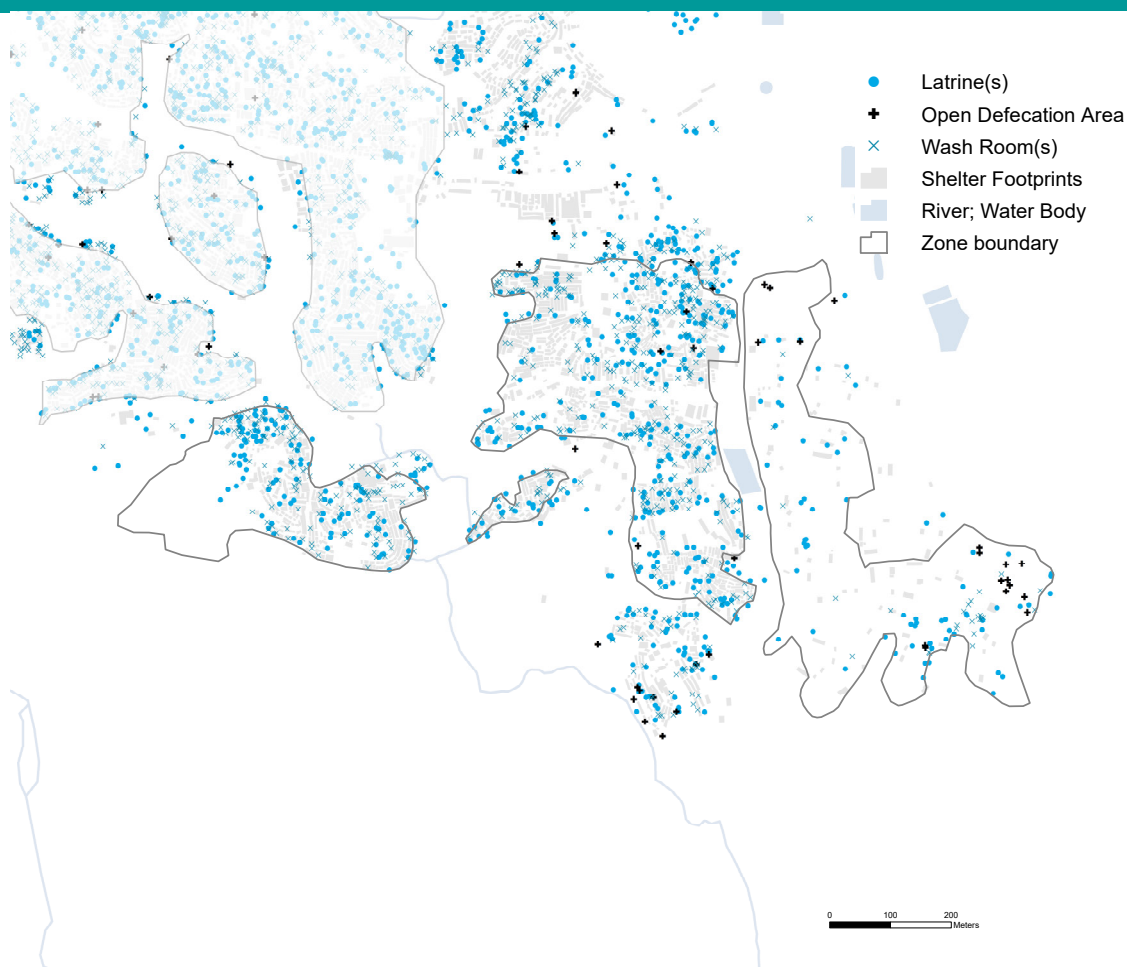 Latrine(s)
Open Defecation Area
Wash Room(s)
Shelter Footprints
River; Water Body
Zone boundary
0 100 200
Meters